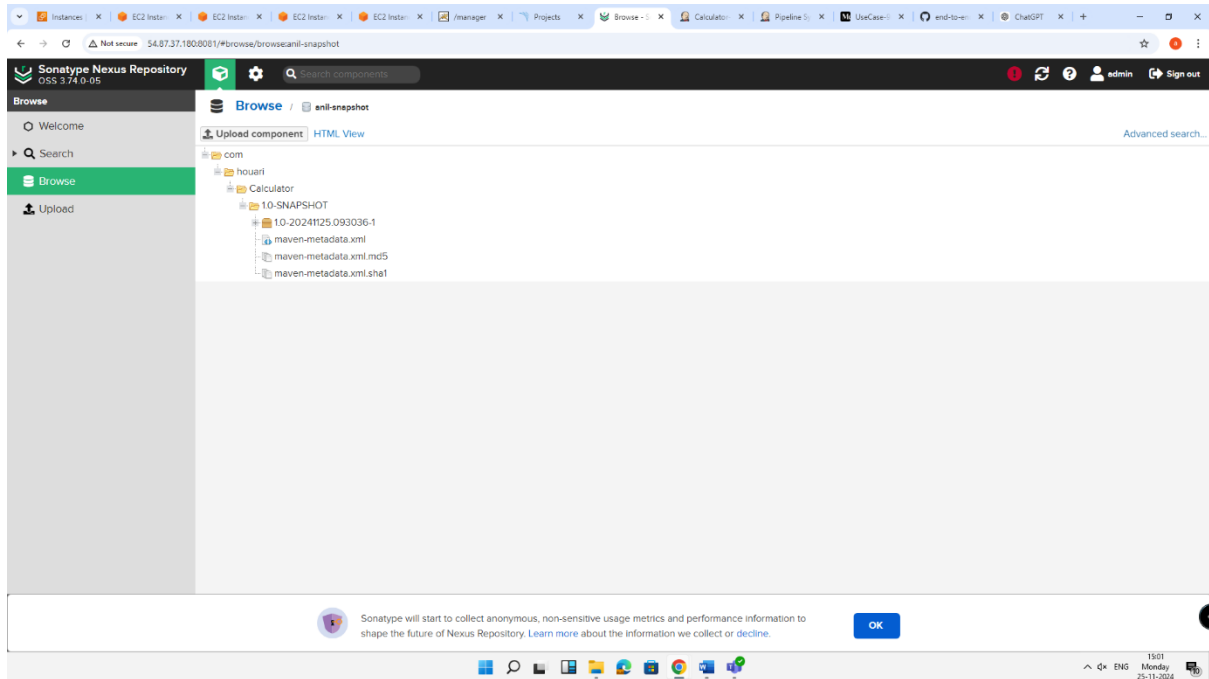 Instances |
EC2 Instan
EC2 Instan
EC2 Instan
EC2 Instan
/manager
Projects
Browse - S
Calculator
Pipeline Sy
UseCase-
end-to-en
ChatGPT
Not secure 54.87.37.180:8081/#browse/browse:anil-snapshot
Sonatype Nexus Repository
OSS 3.74.0-05
Search components
admin
Sign out
Browse
Browse / anil-snapshot
Welcome
Upload component HTML View
Advanced search...
Search
Browse
Upload
com
houari
Calculator
1.0-SNAPSHOT
1.0-20241125.093036-1
maven-metadata.xml
maven-metadata.xml.md5
maven-metadata.xml.sha1
Sonatype will start to collect anonymous, non-sensitive usage metrics and performance information to
shape the future of Nexus Repository. Learn more about the information we collect or decline.
OK
ENG
15:01
Monday
25-11-2024